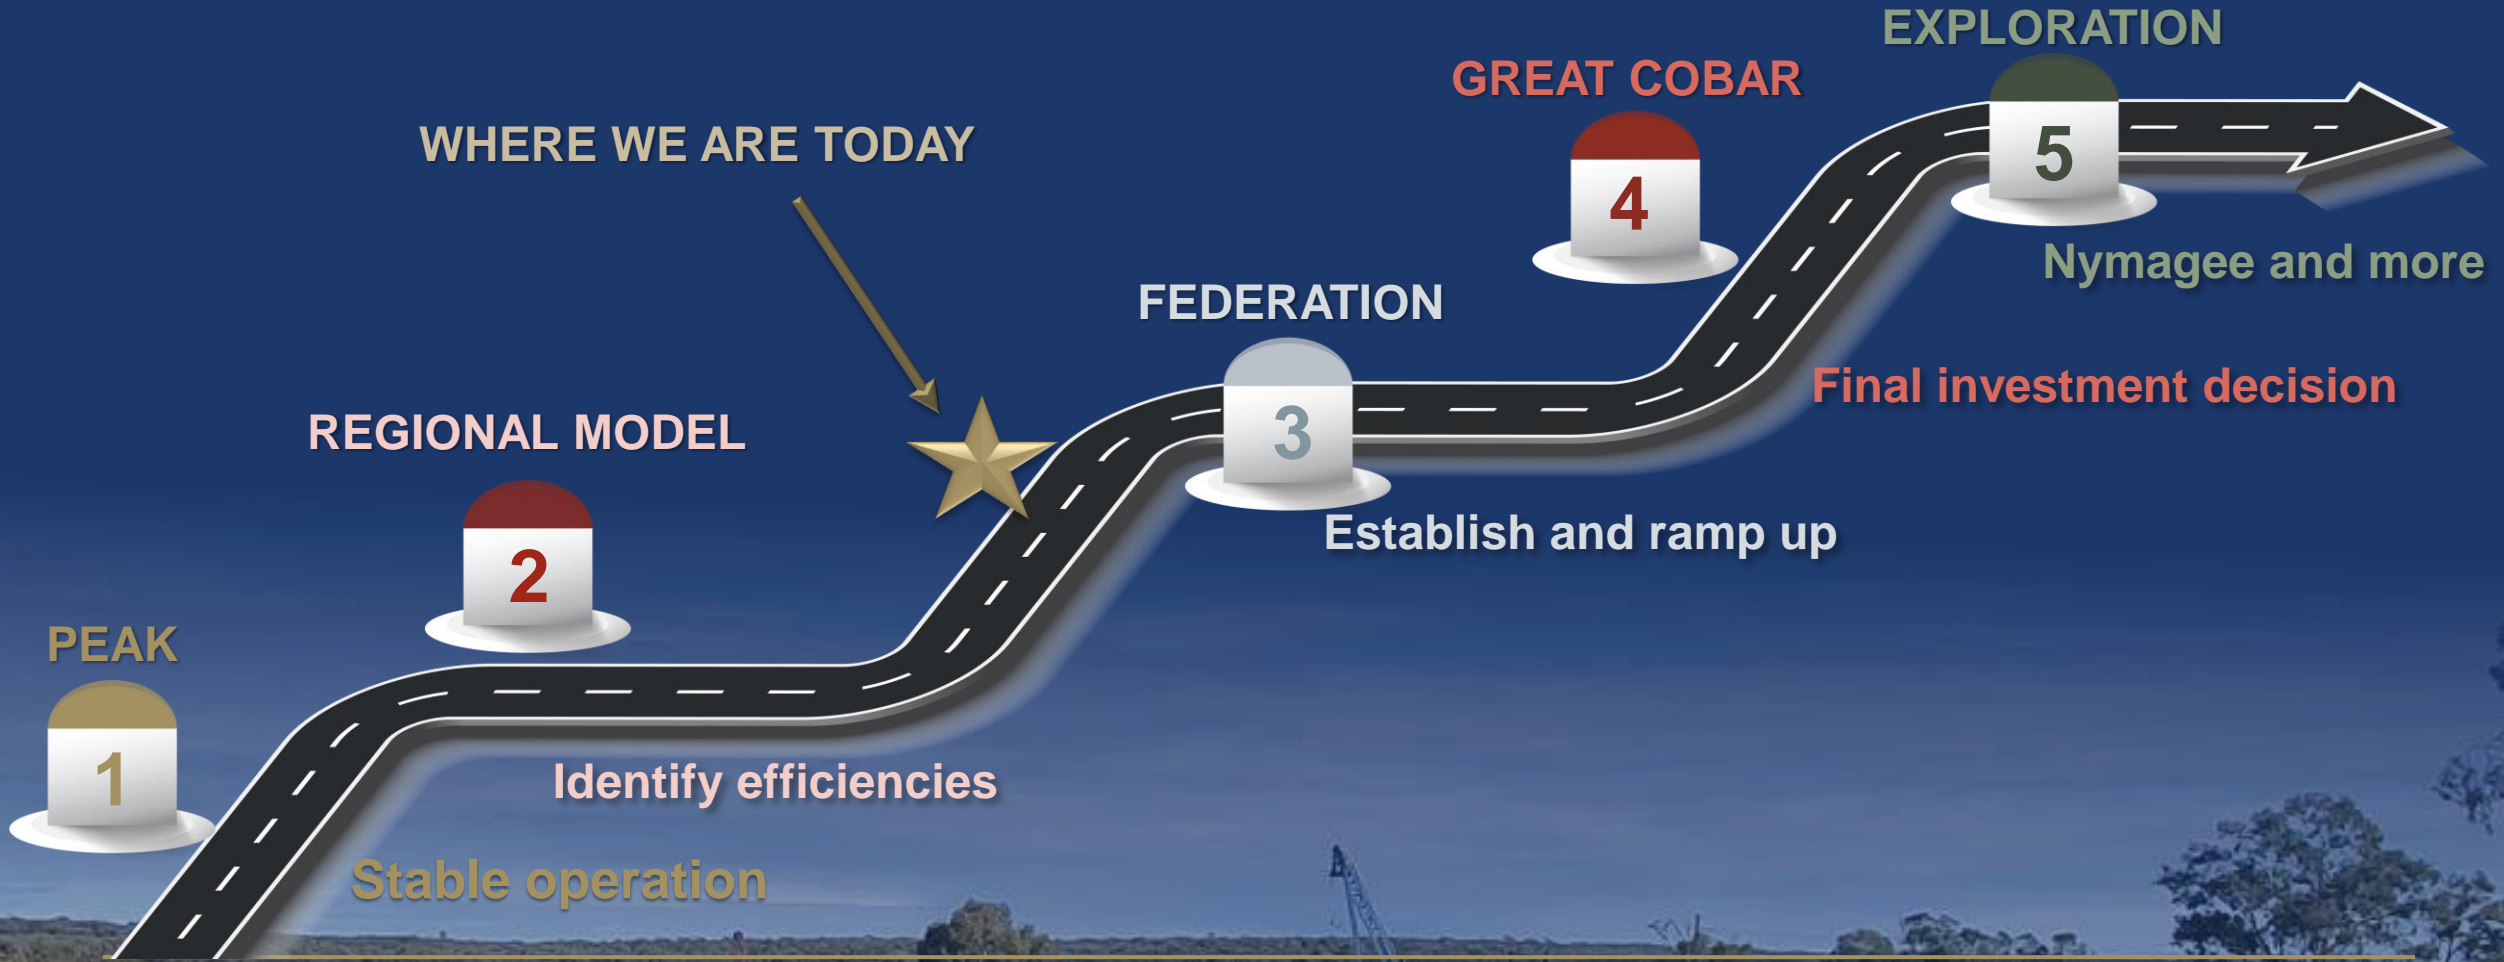 EXPLORATION
GREAT COBAR
WHERE WE ARE TODAY
5
4
Nymagee and more
FEDERATION
Final investment decision
REGIONAL MODEL
3
Establish and ramp up
2
PEAK
1
Identify efficiencies
Stable operation